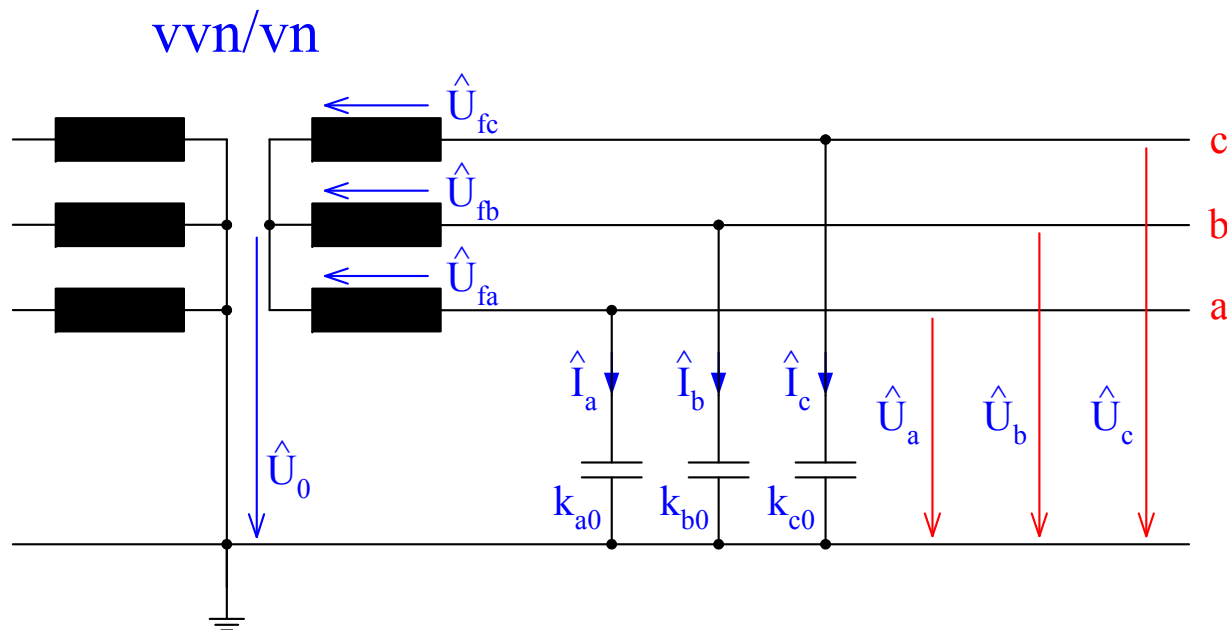 vvn/vn
Û_fc
c
Û_fb
b
Û_fa
a
Î_a Î_b Î_c
Û_a Û_b Û_c
Û_0
k_a0 k_b0 k_c0